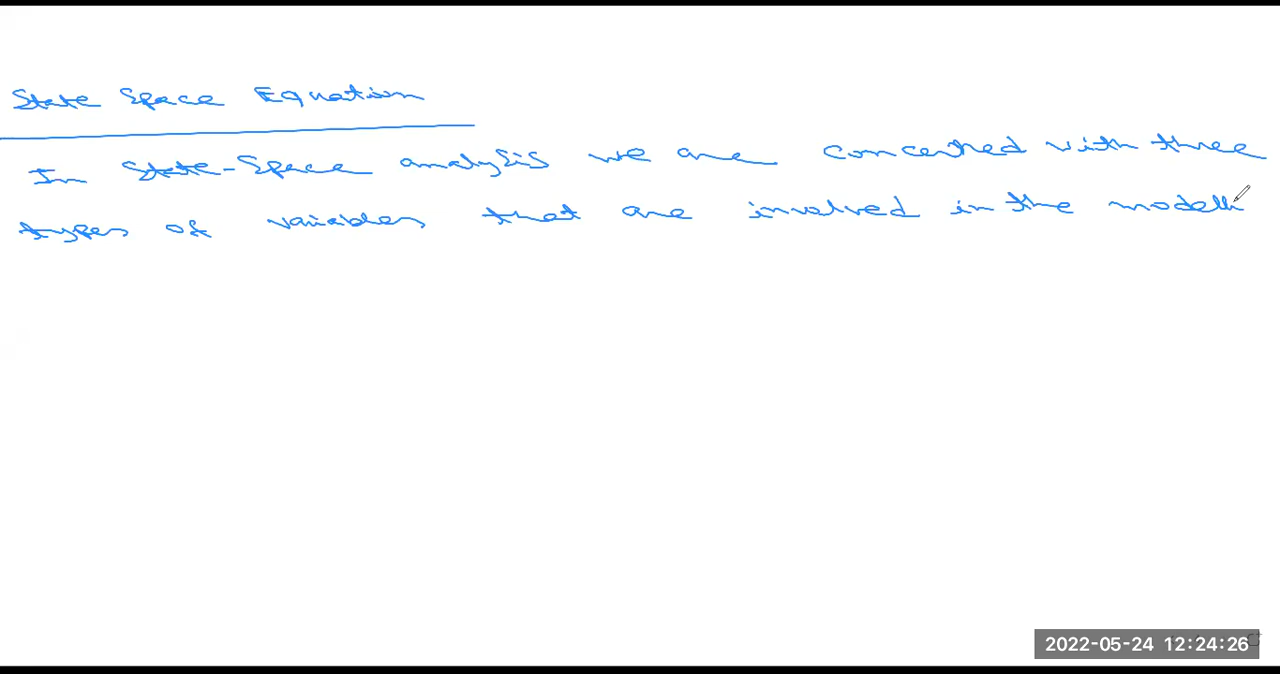 State Space Equation
In State-Space analysis we are concerned with three
types of variables that are involved in the modelli
2022-05-24 12:24:26